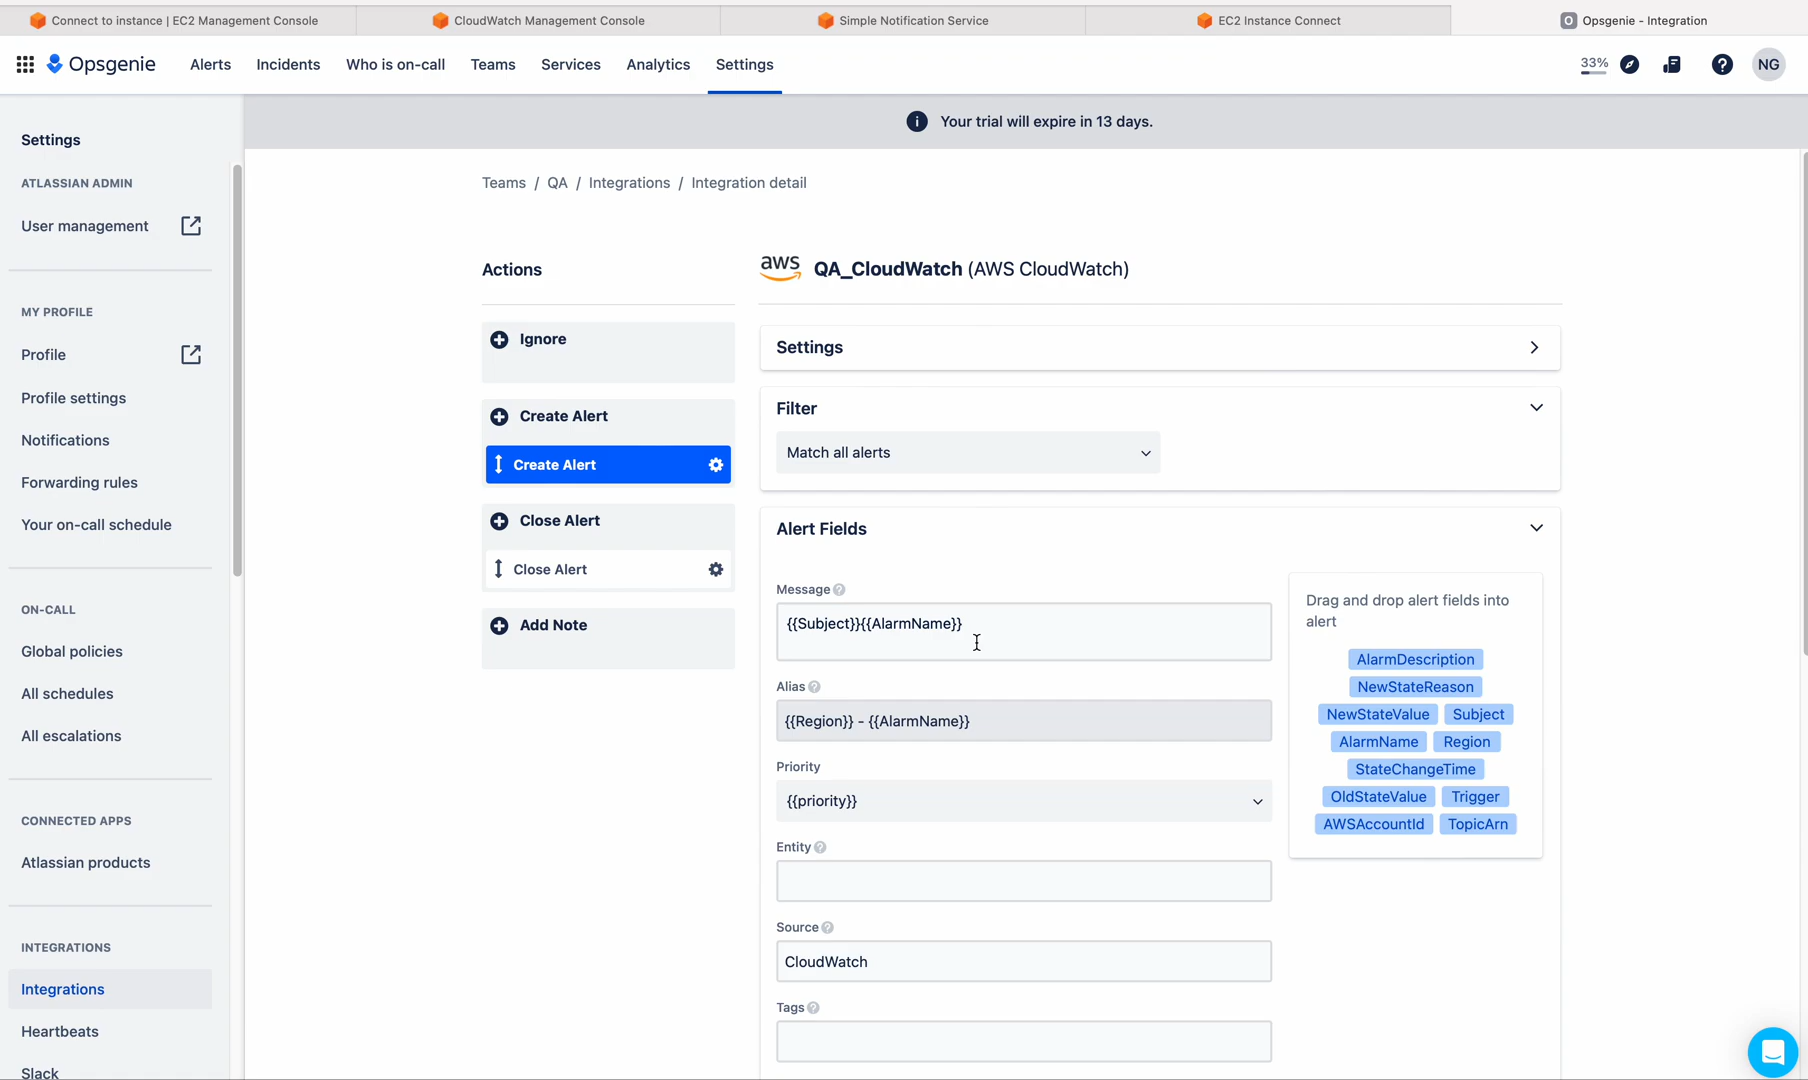 Connect to instance | EC2 Management Console
CloudWatch Management Console
Simple Notification Service
EC2 Instance Connect
O Opsgenie - Integration
Opsgenie
Alerts
Incidents
Who is on-call
Teams
Services
Analytics
Settings
33%
?
NG
i Your trial will expire in 13 days.
Settings
ATLASSIAN ADMIN
User management
MY PROFILE
Profile
Profile settings
Notifications
Forwarding rules
Your on-call schedule
ON-CALL
Global policies
All schedules
All escalations
CONNECTED APPS
Atlassian products
INTEGRATIONS
Integrations
Heartbeats
Slack
Teams / QA / Integrations / Integration detail
Actions
Ignore
Create Alert
Create Alert
Close Alert
Close Alert
Add Note
aws QA_CloudWatch (AWS CloudWatch)
Settings
Filter
Match all alerts
Alert Fields
Message ?
{{Subject}}{{AlarmName}}
Alias ?
{{Region}} - {{AlarmName}}
Priority
{{priority}}
Entity ?
Source ?
CloudWatch
Tags ?
Drag and drop alert fields into
alert
AlarmDescription
NewStateReason
NewStateValue Subject
AlarmName Region
StateChangeTime
OldStateValue Trigger
AWSAccountId TopicArn